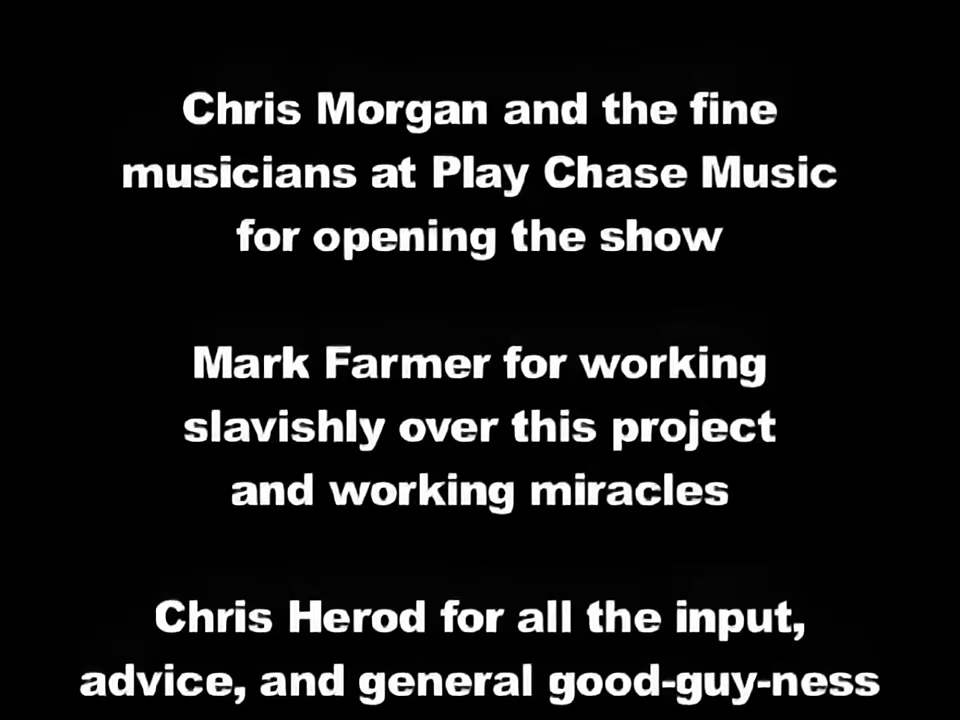 Chris Morgan and the fine
musicians at Play Chase Music
for opening the show
Mark Farmer for working
slavishly over this project
and working miracles
Chris Herod for all the input,
advice, and general good-guy-ness